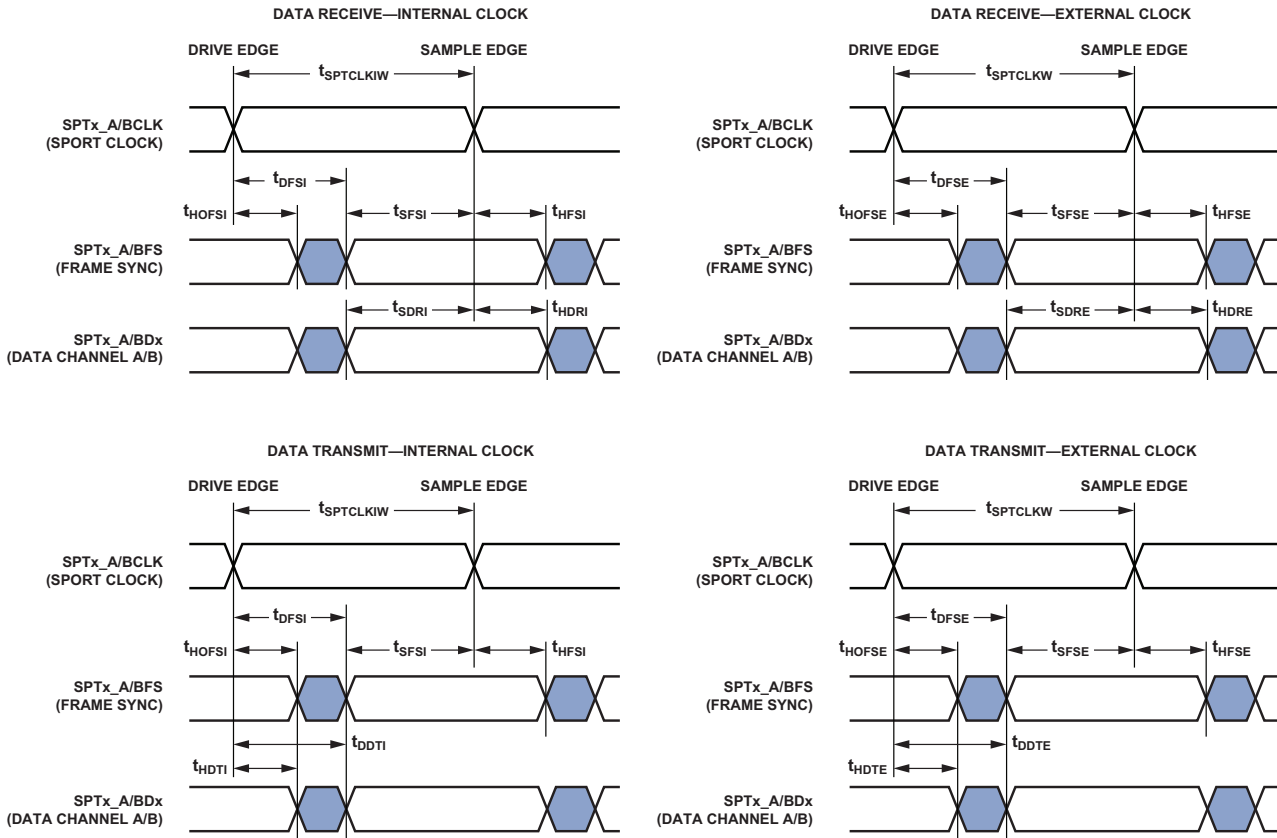 DATA RECEIVE—INTERNAL CLOCK
DRIVE EDGE
SAMPLE EDGE
tSPTCLKIW
SPTx_A/BCLK
(SPORT CLOCK)
tDFSI
tHOFSI
tSFSI
tHFSI
SPTx_A/BFS
(FRAME SYNC)
tSDRI
tHDRI
SPTx_A/BDx
(DATA CHANNEL A/B)
DATA RECEIVE—EXTERNAL CLOCK
DRIVE EDGE
SAMPLE EDGE
tSPTCLKW
SPTx_A/BCLK
(SPORT CLOCK)
tDFSE
tHOFSE
tSFSE
tHFSE
SPTx_A/BFS
(FRAME SYNC)
tSDRE
tHDRE
SPTx_A/BDx
(DATA CHANNEL A/B)
DATA TRANSMIT—INTERNAL CLOCK
DRIVE EDGE
SAMPLE EDGE
tSPTCLKIW
SPTx_A/BCLK
(SPORT CLOCK)
tDFSI
tHOFSI
tSFSI
tHFSI
SPTx_A/BFS
(FRAME SYNC)
tDDTI
tHDTI
SPTx_A/BDx
(DATA CHANNEL A/B)
DATA TRANSMIT—EXTERNAL CLOCK
DRIVE EDGE
SAMPLE EDGE
tSPTCLKW
SPTx_A/BCLK
(SPORT CLOCK)
tDFSE
tHOFSE
tSFSE
tHFSE
SPTx_A/BFS
(FRAME SYNC)
tDDTE
tHDTE
SPTx_A/BDx
(DATA CHANNEL A/B)